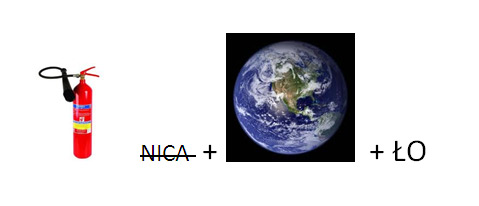 NICA + + ŁO